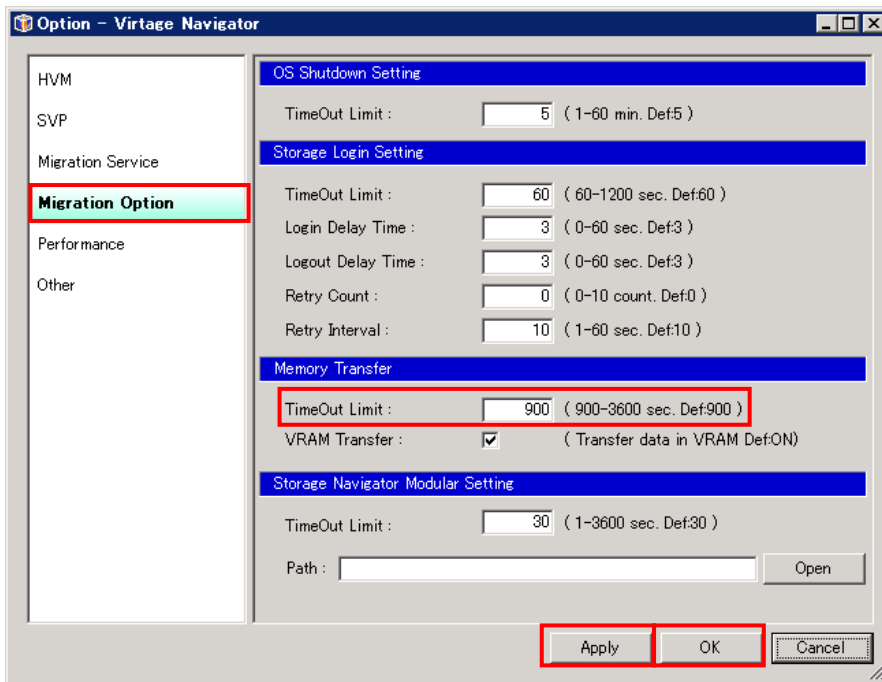 Option - Virtage Navigator
HVM
SVP
Migration Service
Migration Option
Performance
Other
OS Shutdown Setting
TimeOut Limit : 5 ( 1-60 min. Def:5 )
Storage Login Setting
TimeOut Limit : 60 ( 60-1200 sec. Def:60 )
Login Delay Time : 3 ( 0-60 sec. Def:3 )
Logout Delay Time : 3 ( 0-60 sec. Def:3 )
Retry Count : 0 ( 0-10 count. Def:0 )
Retry Interval : 10 ( 1-60 sec. Def:10 )
Memory Transfer
TimeOut Limit : 900 ( 900-3600 sec. Def:900 )
VRAM Transfer : ( Transfer data in VRAM Def:ON)
Storage Navigator Modular Setting
TimeOut Limit : 30 ( 1-3600 sec. Def:30 )
Path : Open
Apply OK Cancel